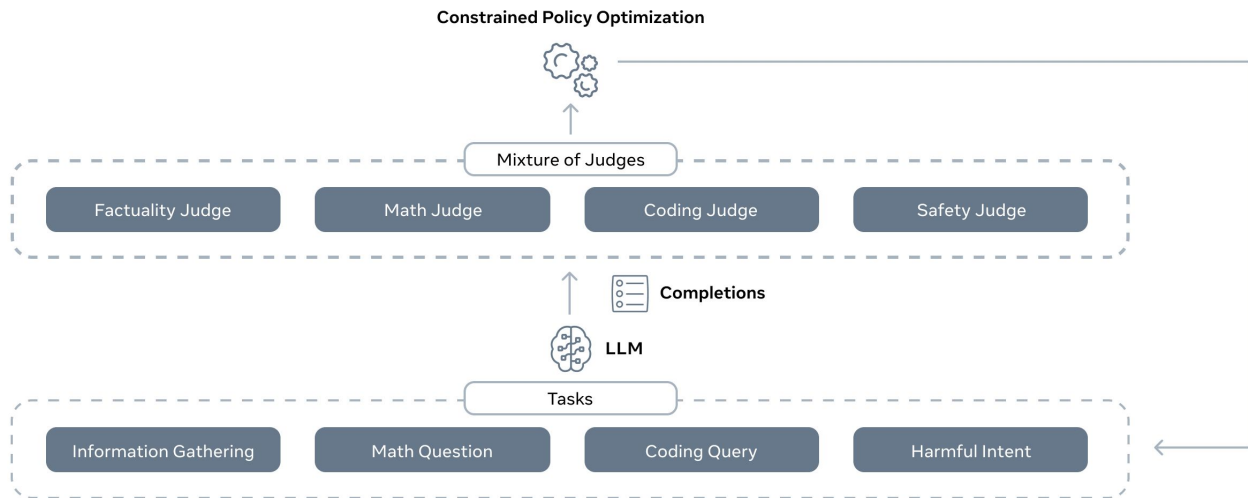 Constrained Policy Optimization
Mixture of Judges
Factuality Judge
Math Judge
Coding Judge
Safety Judge
Completions
LLM
Tasks
Information Gathering
Math Question
Coding Query
Harmful Intent